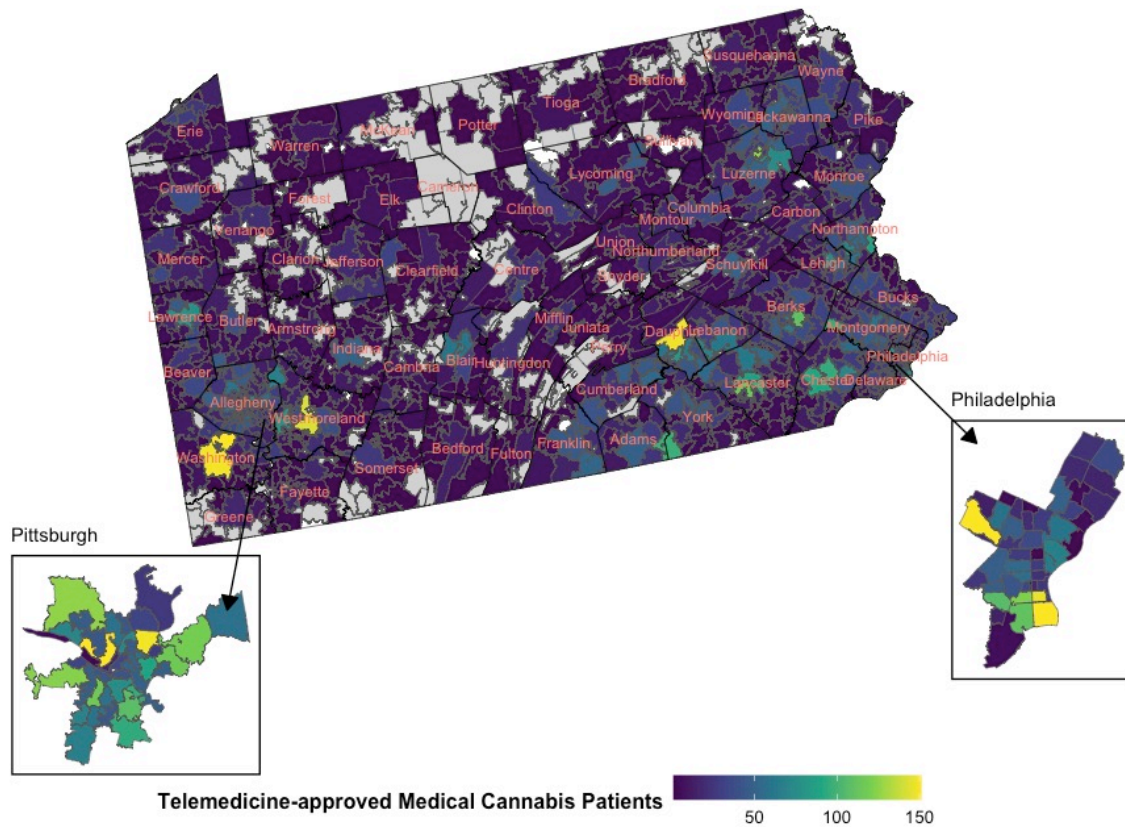 Susquehanna
Bradford
Wayne
Tioga
Erie
McKean
Potter
Wyoming
Lackawanna
Pike
Warren
Sullivan
Crawford
Lycoming
Luzerne
Monroe
Forest
Elk
Cameron
Clinton
Columbia
Venango
Montour
Carbon
Mercer
Clarion
Jefferson
Clearfield
Centre
Union
Northumberland
Northampton
Snyder
Schuylkill
Lehigh
Lawrence
Butler
Armstrong
Mifflin
Berks
Bucks
Juniata
Dauphin
Lebanon
Montgomery
Indiana
Blair
Huntingdon
Perry
Philadelphia
Beaver
Cambria
Allegheny
Cumberland
Lancaster
Chester
Delaware
Westmoreland
York
Washington
Bedford
Fulton
Franklin
Adams
Somerset
Fayette
Greene
Philadelphia
Pittsburgh
Telemedicine-approved Medical Cannabis Patients
50 100 150